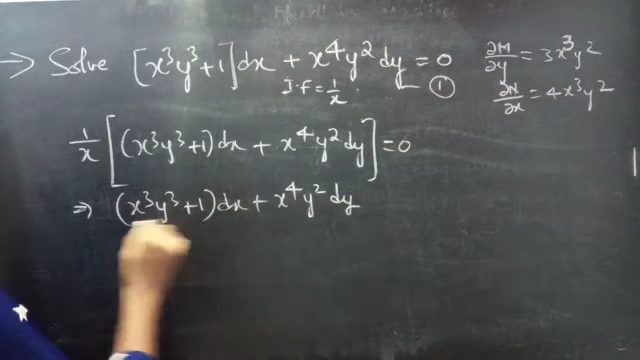 → Solve [x³y³+1]dx + x⁴y²dy = 0 ①
I.F = 1/x
∂M/∂y = 3x³y²
∂N/∂x = 4x³y²
1/x [(x³y³+1)dx + x⁴y²dy] = 0
⇒ (x³y³+1)dx + x⁴y²dy